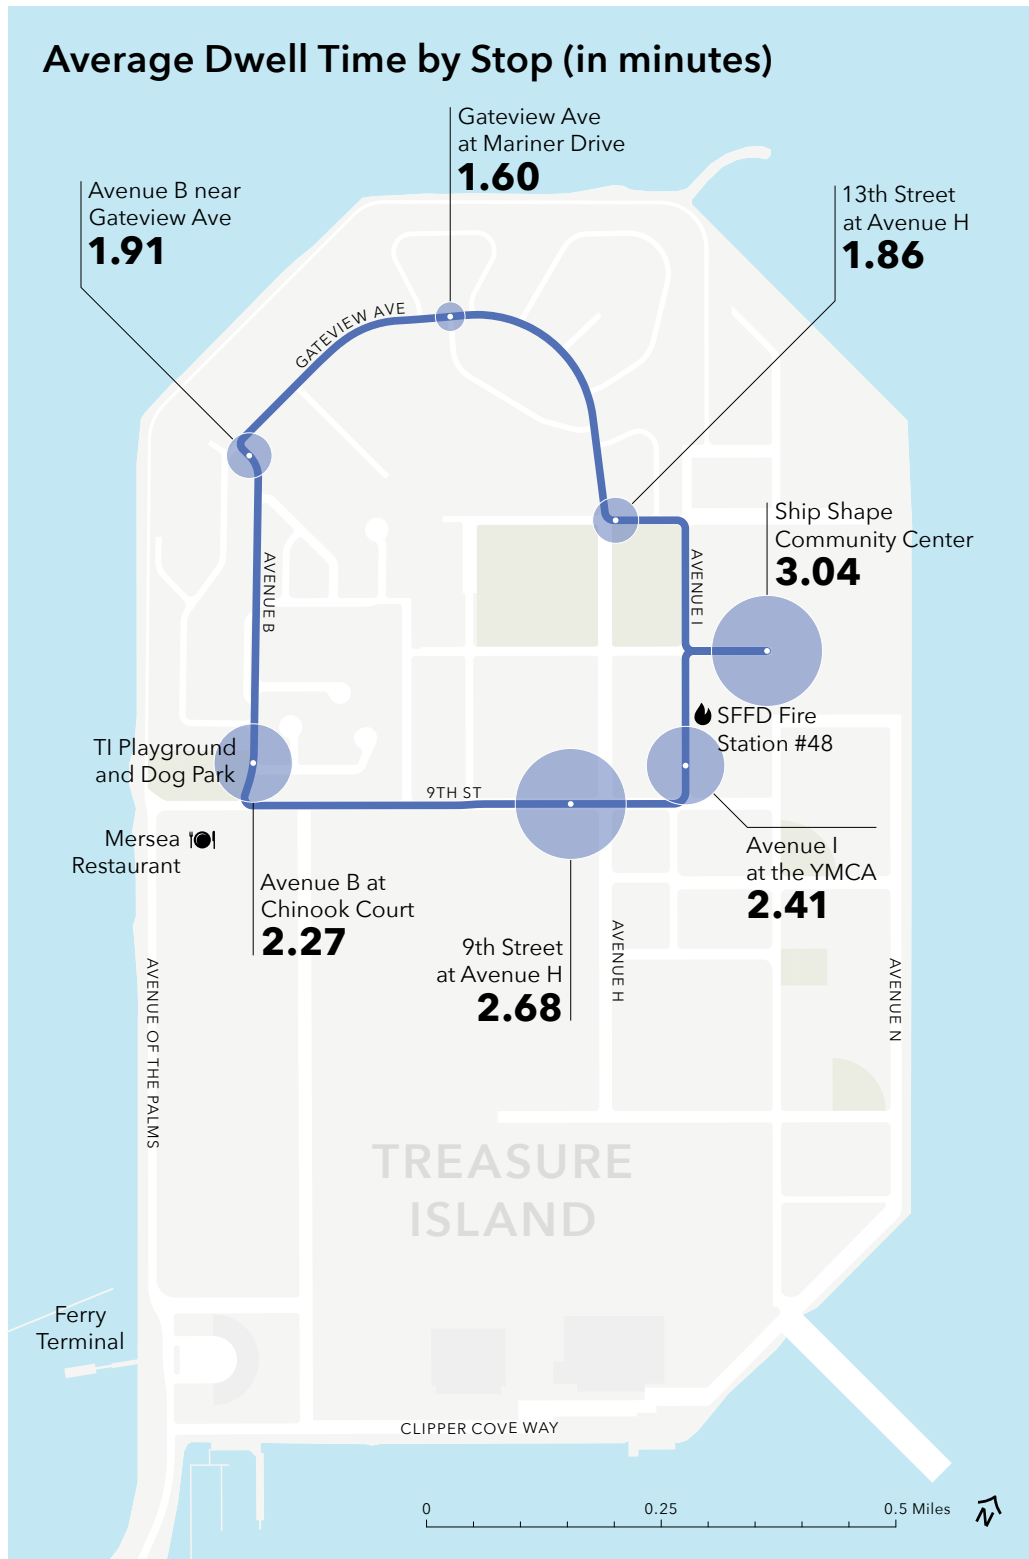 Average Dwell Time by Stop (in minutes)
Gateview Ave
at Mariner Drive
1.60
Avenue B near
Gateview Ave
1.91
13th Street
at Avenue H
1.86
GATEVIEW AVE
Ship Shape
Community Center
3.04
AVENUE B
AVENUE I
SFFD Fire
Station #48
TI Playground
and Dog Park
9TH ST
Mersea
Restaurant
Avenue I
at the YMCA
2.41
Avenue B at
Chinook Court
2.27
9th Street
at Avenue H
2.68
AVENUE H
AVENUE OF THE PALMS
AVENUE N
TREASURE
ISLAND
Ferry
Terminal
CLIPPER COVE WAY
0 0.25 0.5 Miles
N